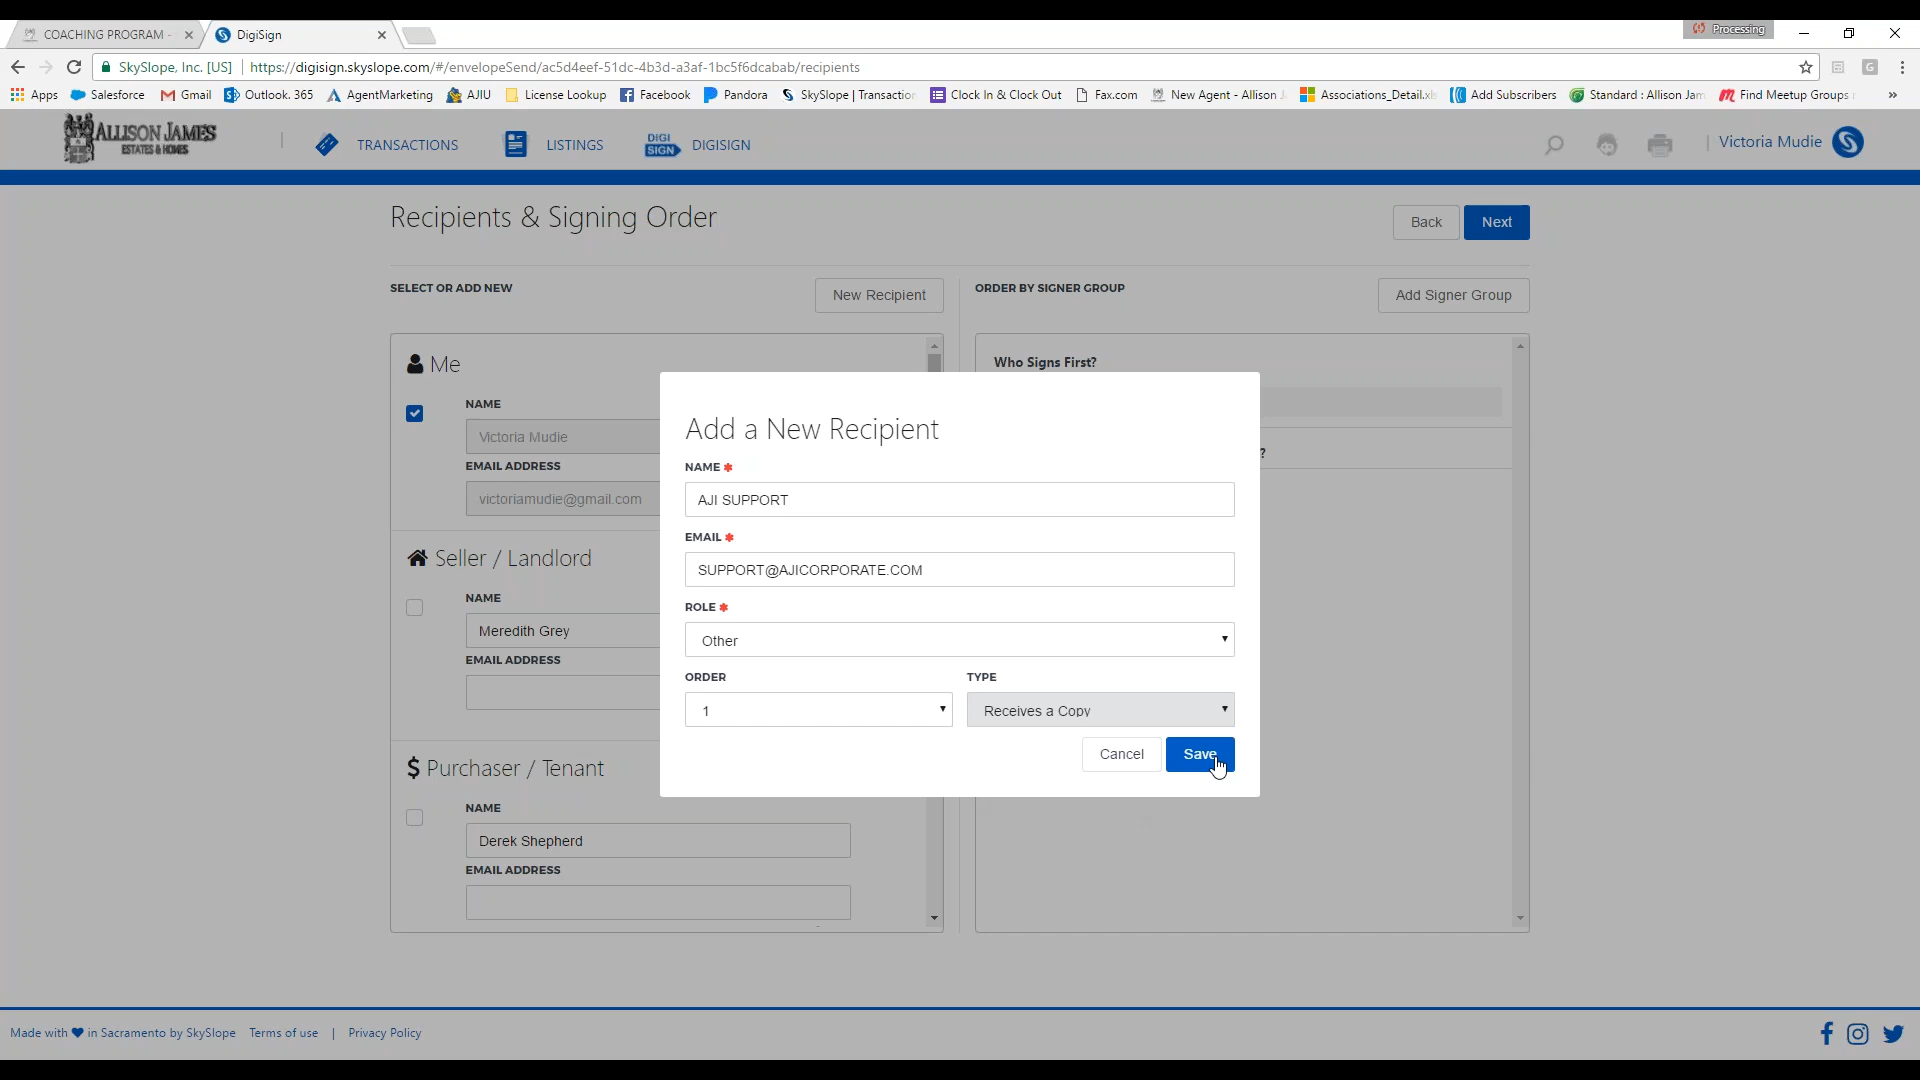 COACHING PROGRAM -
DigiSign
Processing
SkySlope, Inc. [US] https://digisign.skyslope.com/#/envelopeSend/ac5d4eef-51dc-4b3d-a3af-1bc5f6dcabab/recipients
Apps Salesforce Gmail Outlook. 365 AgentMarketing AJIU License Lookup Facebook Pandora SkySlope | Transaction Clock In & Clock Out Fax.com New Agent - Allison J Associations_Detail.xls Add Subscribers Standard : Allison Jam Find Meetup Groups »
ALLISON JAMES
ESTATES & HOMES
TRANSACTIONS
LISTINGS
DIGI
SIGN
DIGISIGN
| Victoria Mudie
Recipients & Signing Order
Back
Next
SELECT OR ADD NEW
New Recipient
ORDER BY SIGNER GROUP
Add Signer Group
Me
NAME
Victoria Mudie
EMAIL ADDRESS
victoriamudie@gmail.com
Seller / Landlord
NAME
Meredith Grey
EMAIL ADDRESS
$ Purchaser / Tenant
NAME
Derek Shepherd
EMAIL ADDRESS
Who Signs First?
?
Add a New Recipient
NAME *
AJI SUPPORT
EMAIL *
SUPPORT@AJICORPORATE.COM
ROLE *
Other
ORDER
1
TYPE
Receives a Copy
Cancel
Save
Made with ♥ in Sacramento by SkySlope Terms of use | Privacy Policy